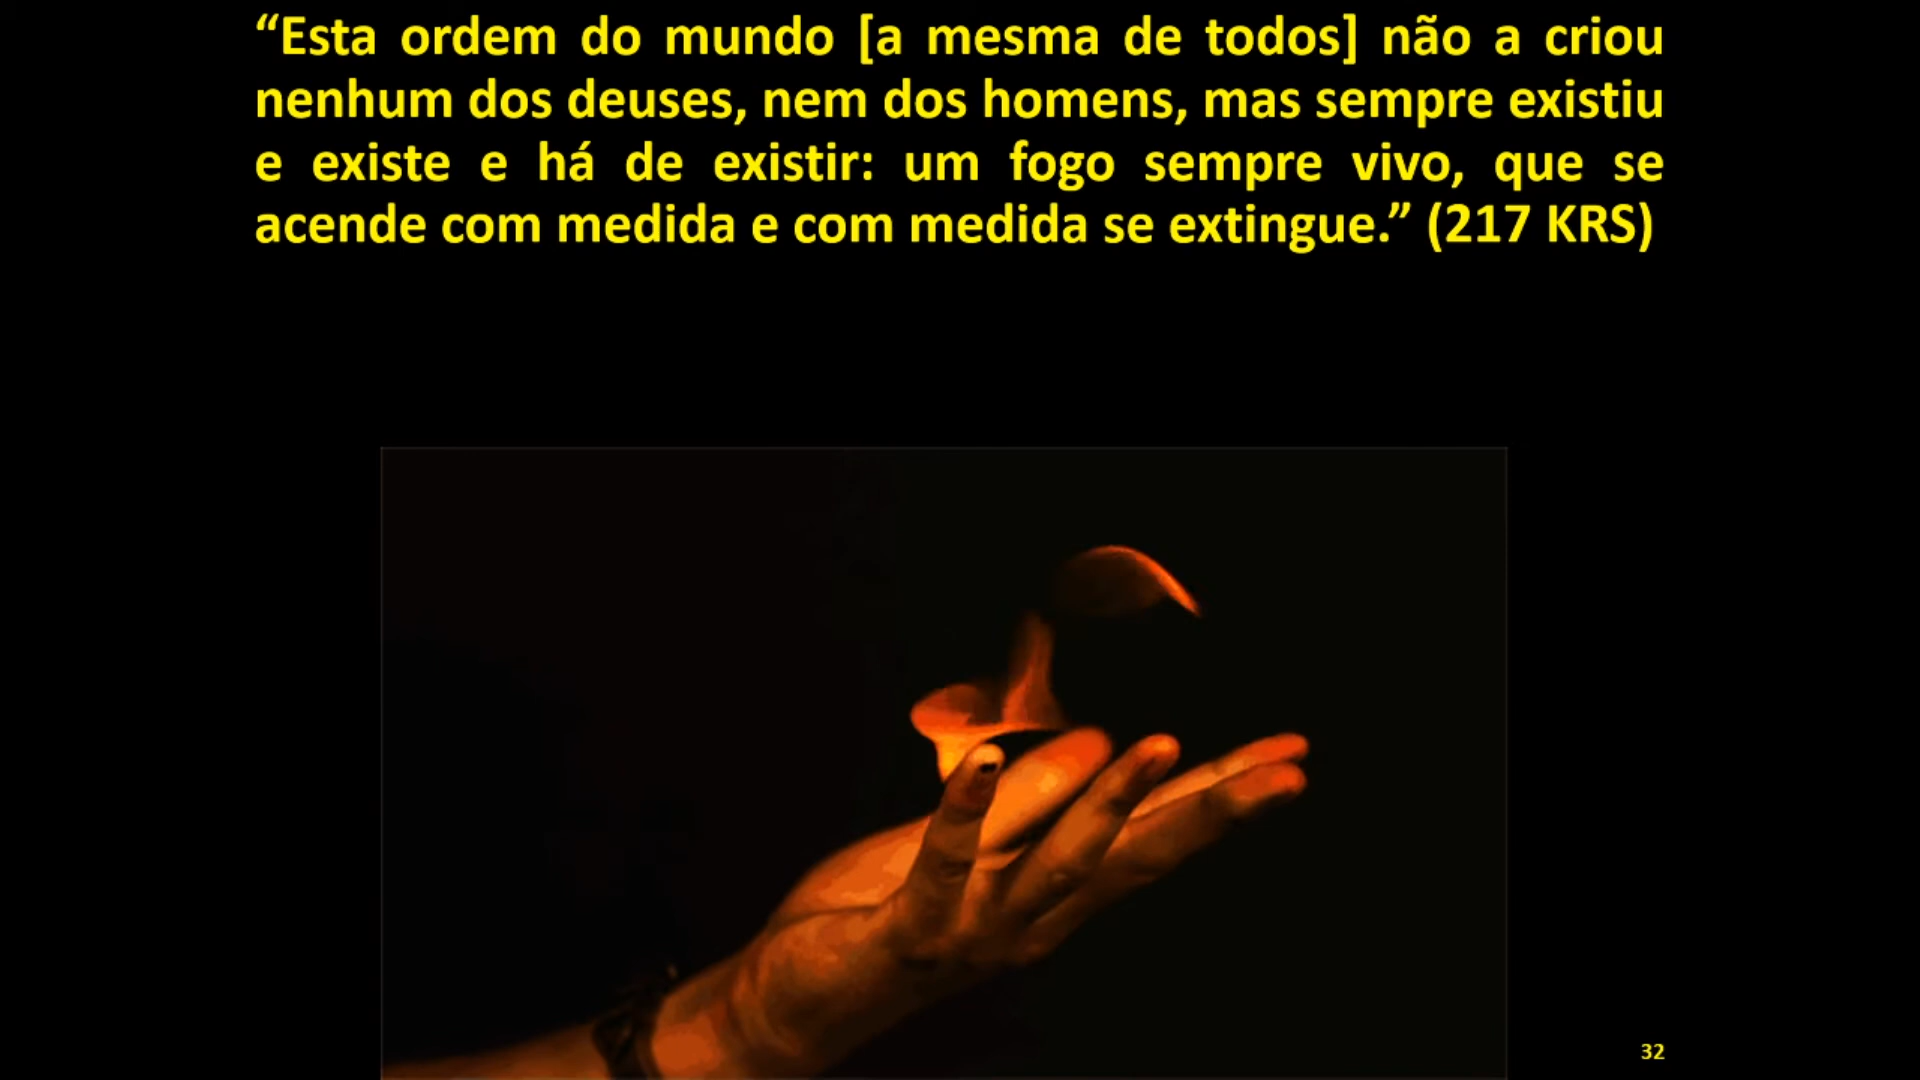 “Esta ordem do mundo [a mesma de todos] não a criou
nenhum dos deuses, nem dos homens, mas sempre existiu
e existe e há de existir: um fogo sempre vivo, que se
acende com medida e com medida se extingue.” (217 KRS)
32